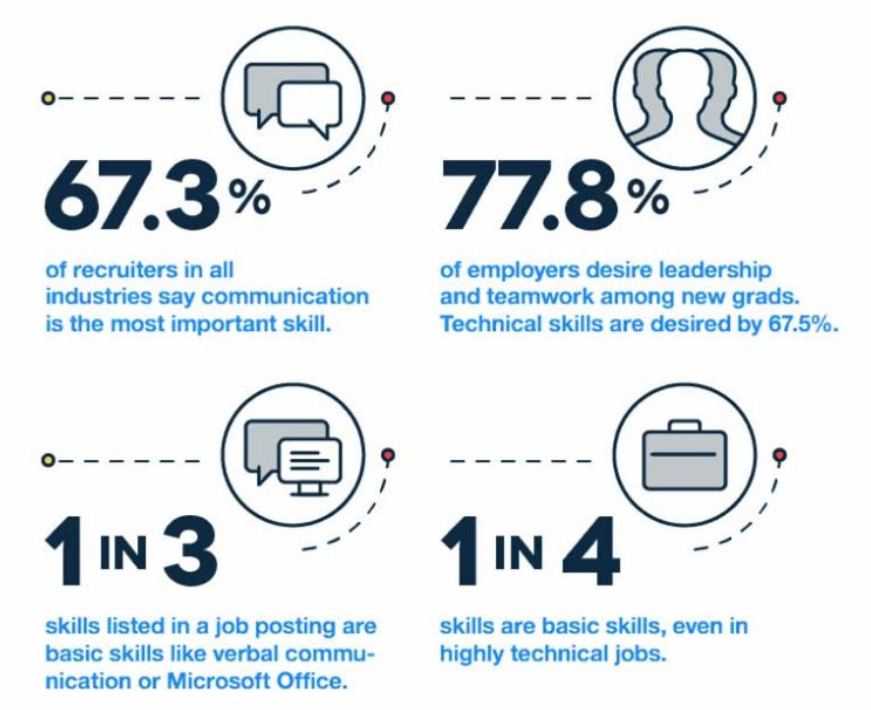 67.3%
of recruiters in all
industries say communication
is the most important skill.
77.8%
of employers desire leadership
and teamwork among new grads.
Technical skills are desired by 67.5%.
1 IN 3
skills listed in a job posting are
basic skills like verbal commu-
nication or Microsoft Office.
1 IN 4
skills are basic skills, even in
highly technical jobs.